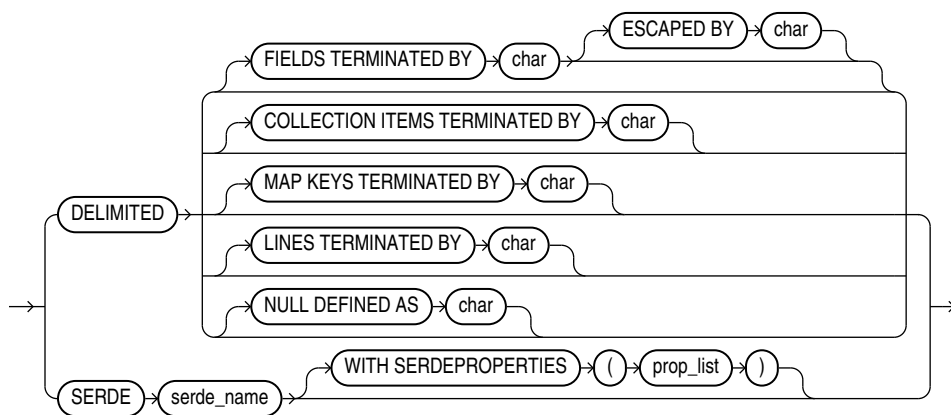 ESCAPED BY char
FIELDS TERMINATED BY char
COLLECTION ITEMS TERMINATED BY char
MAP KEYS TERMINATED BY char
DELIMITED
LINES TERMINATED BY char
NULL DEFINED AS char
WITH SERDEPROPERTIES ( prop_list )
SERDE serde_name